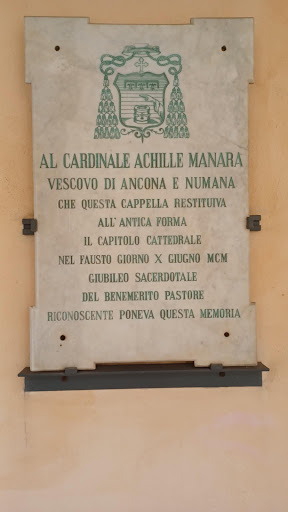 AL CARDINALE ACHILLE MANARA
VESCOVO DI ANCONA E NUMANA
CHE QUESTA CAPPELLA RESTITUIVA
ALL'ANTICA FORMA
IL CAPITOLO CATTEDRALE
NEL FAUSTO GIORNO X GIUGNO MCM
GIUBILEO SACERDOTALE
DEL BENEMERITO PASTORE
RICONOSCENTE PONEVA QUESTA MEMORIA